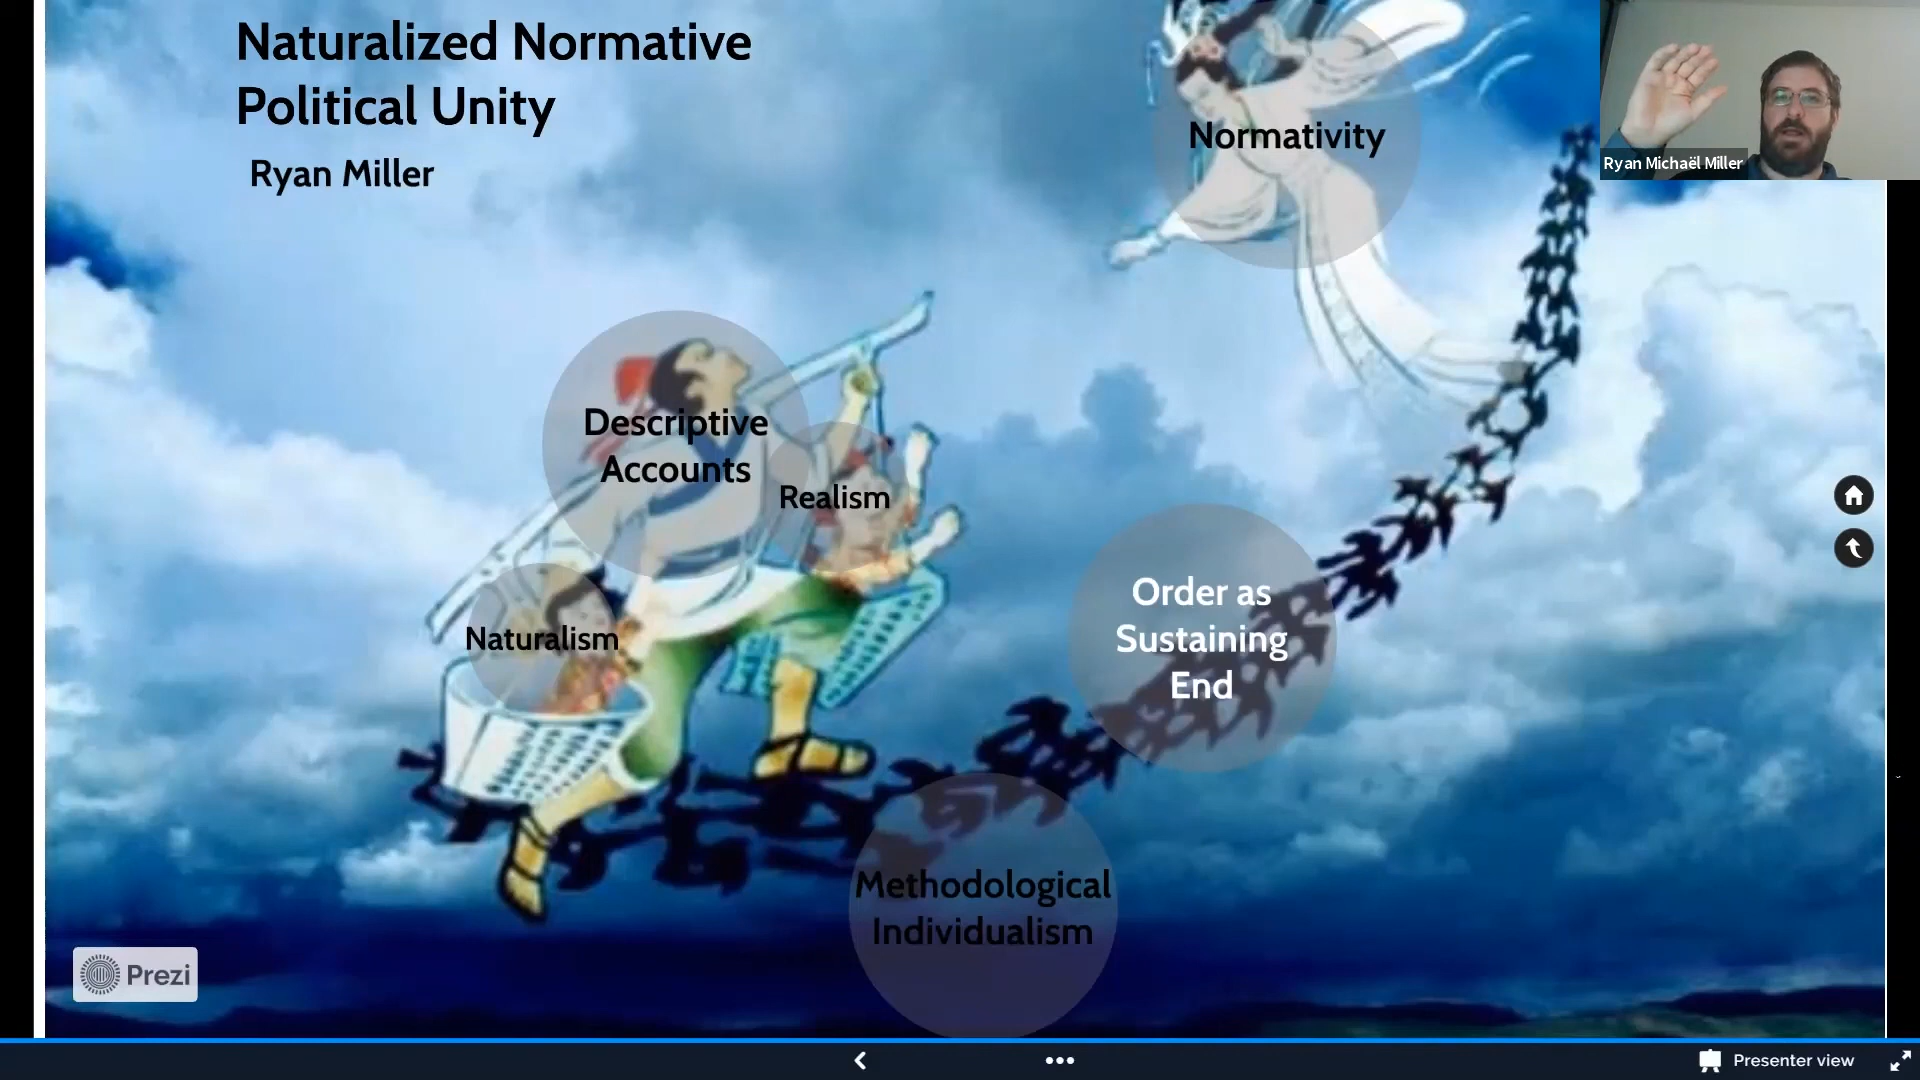 Naturalized Normative
Political Unity
Ryan Miller
Normativity
Ryan Michaël Miller
Descriptive
Accounts
Realism
Naturalism
Order as
Sustaining
End
Methodological
Individualism
Prezi
Presenter view